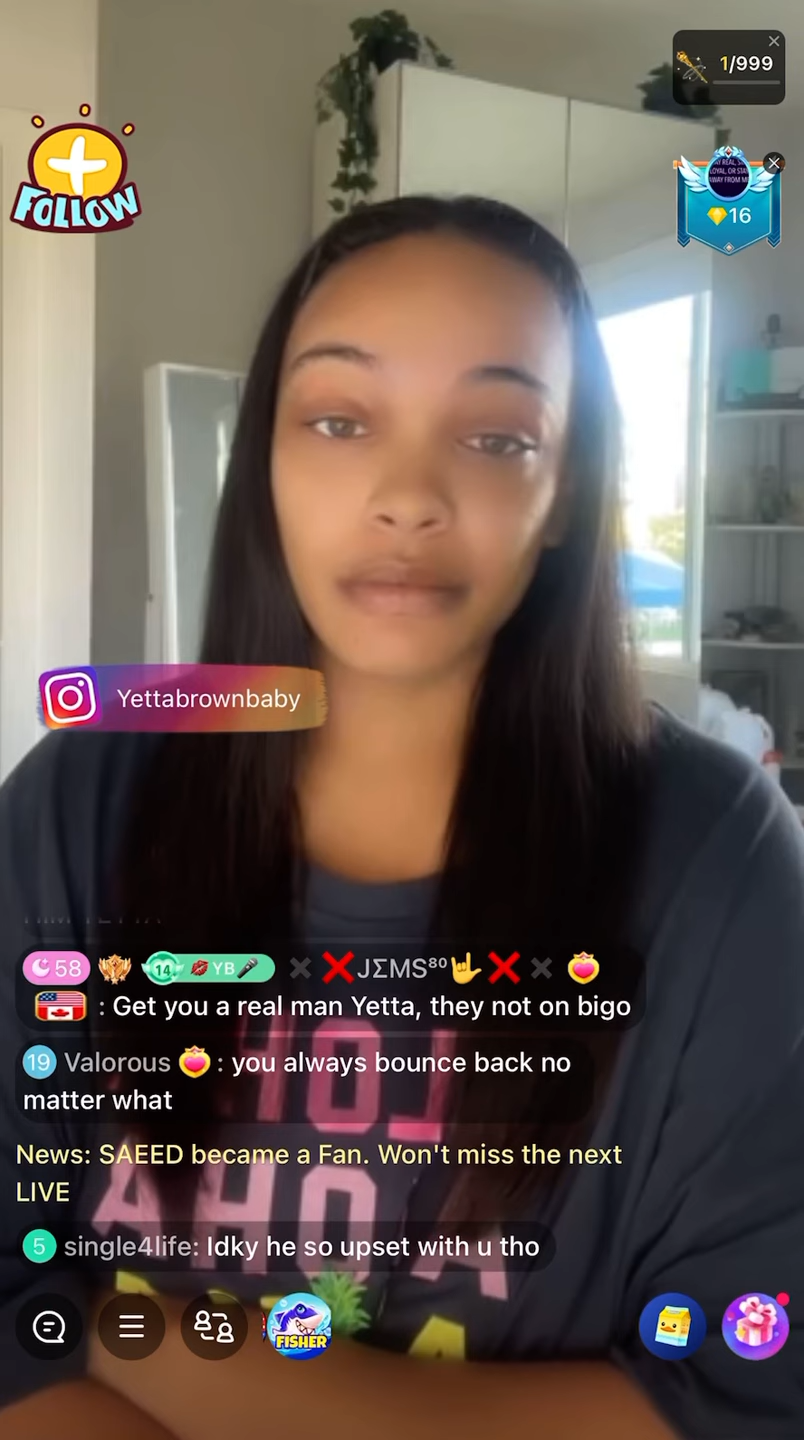 1/999
FOLLOW
16
Yettabrownbaby
58 14 💋 YB🎤 ✖️ ❌JΣMS⁸⁰🤟❌ ✖️
: Get you a real man Yetta, they not on bigo
19 Valorous : you always bounce back no
matter what
News: SAEED became a Fan. Won't miss the next
LIVE
5 single4life: Idky he so upset with u tho
FISHER